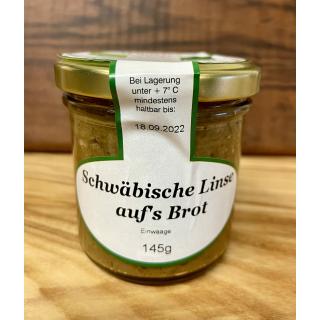 Bei Lagerung
unter + 7° C
mindestens
haltbar bis:
18.09.2022
Schwäbische Linse
auf's Brot
Einwaage
145g